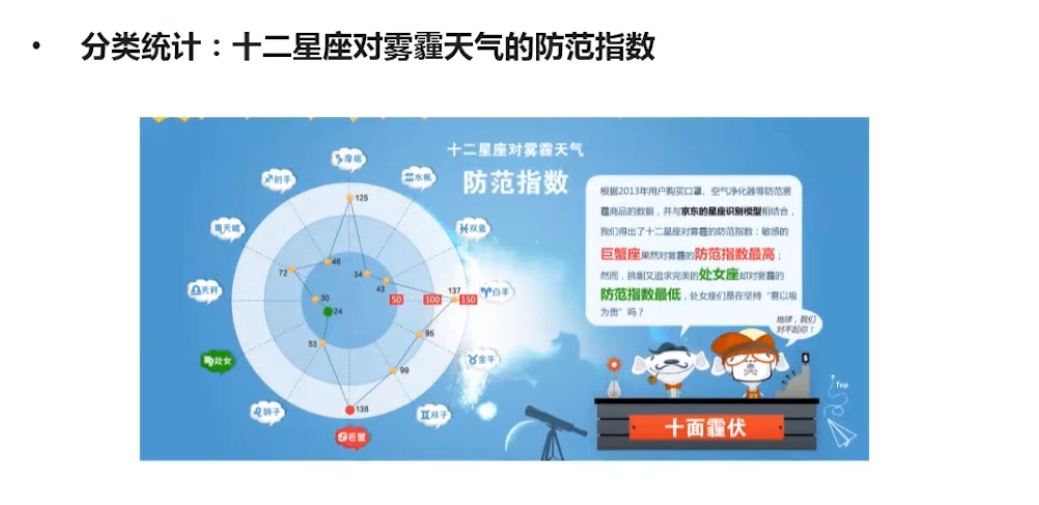 • 分类统计：十二星座对雾霾天气的防范指数
十二星座对雾霾天气
防范指数
摩羯
水瓶
双鱼
白羊
金牛
双子
巨蟹
狮子
处女
天秤
天蝎
射手
125
34
43
137
50
100
150
95
99
138
53
24
30
72
46
根据2013年用户购买口罩、空气净化器等防范雾
霾商品的数据，并与京东的星座识别模型相结合，
我们得出了十二星座对雾霾的防范指数：敏感的
巨蟹座果然对雾霾的防范指数最高；
然而，挑剔又追求完美的处女座却对雾霾的
防范指数最低，处女座们是在坚持“雾以吸
为贵”吗？
地球，我们
对不起你！
十面霾伏
Top